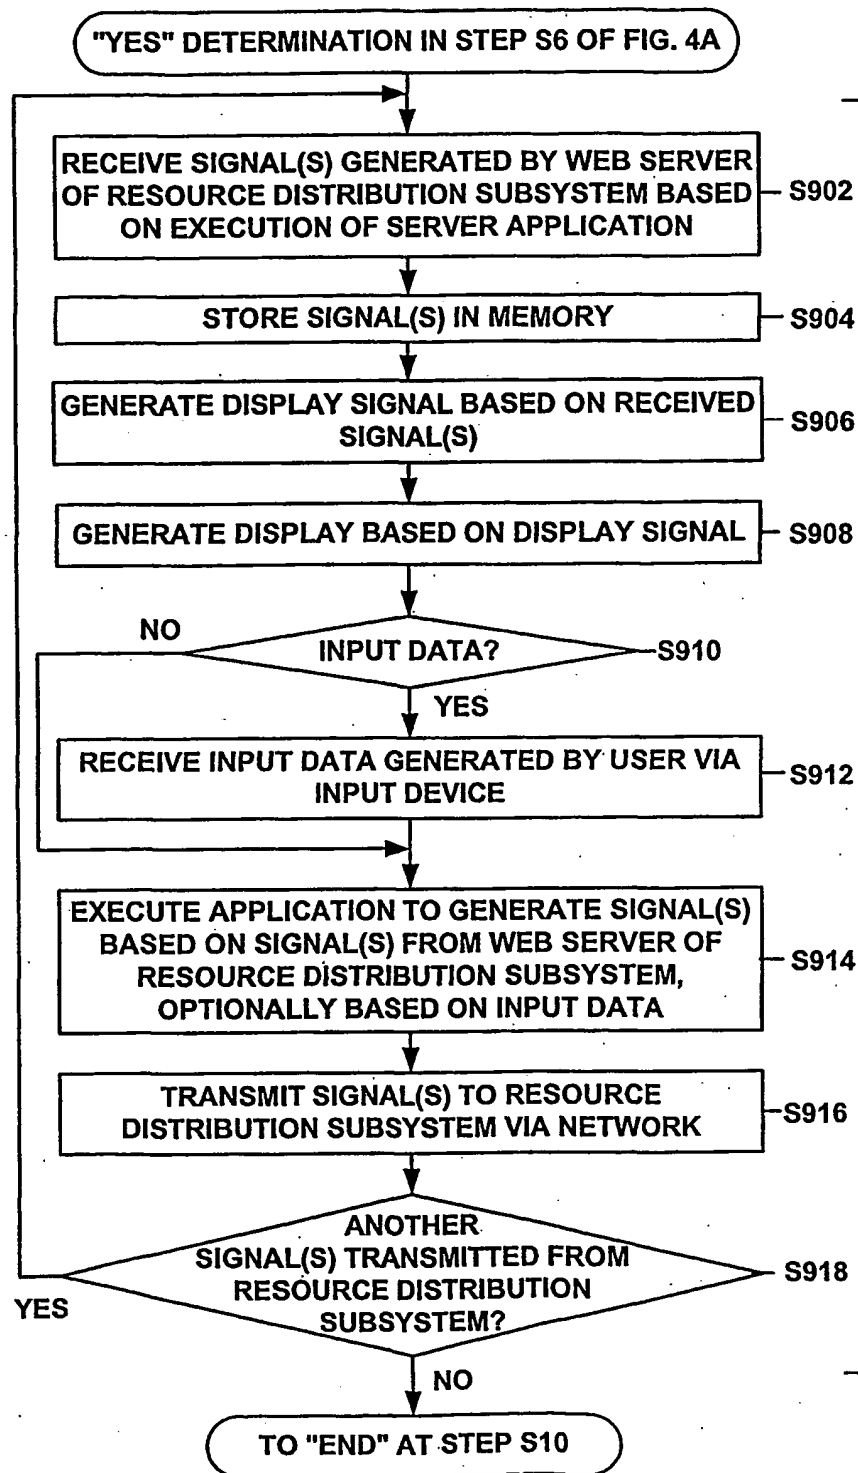 "YES" DETERMINATION IN STEP S6 OF FIG. 4A
RECEIVE SIGNAL(S) GENERATED BY WEB SERVER
OF RESOURCE DISTRIBUTION SUBSYSTEM BASED
ON EXECUTION OF SERVER APPLICATION
S902
STORE SIGNAL(S) IN MEMORY
S904
GENERATE DISPLAY SIGNAL BASED ON RECEIVED
SIGNAL(S)
S906
GENERATE DISPLAY BASED ON DISPLAY SIGNAL
S908
NO
INPUT DATA?
S910
YES
RECEIVE INPUT DATA GENERATED BY USER VIA
INPUT DEVICE
S912
EXECUTE APPLICATION TO GENERATE SIGNAL(S)
BASED ON SIGNAL(S) FROM WEB SERVER OF
RESOURCE DISTRIBUTION SUBSYSTEM,
OPTIONALLY BASED ON INPUT DATA
S914
TRANSMIT SIGNAL(S) TO RESOURCE
DISTRIBUTION SUBSYSTEM VIA NETWORK
S916
ANOTHER
SIGNAL(S) TRANSMITTED FROM
RESOURCE DISTRIBUTION
SUBSYSTEM?
S918
YES
NO
TO "END" AT STEP S10